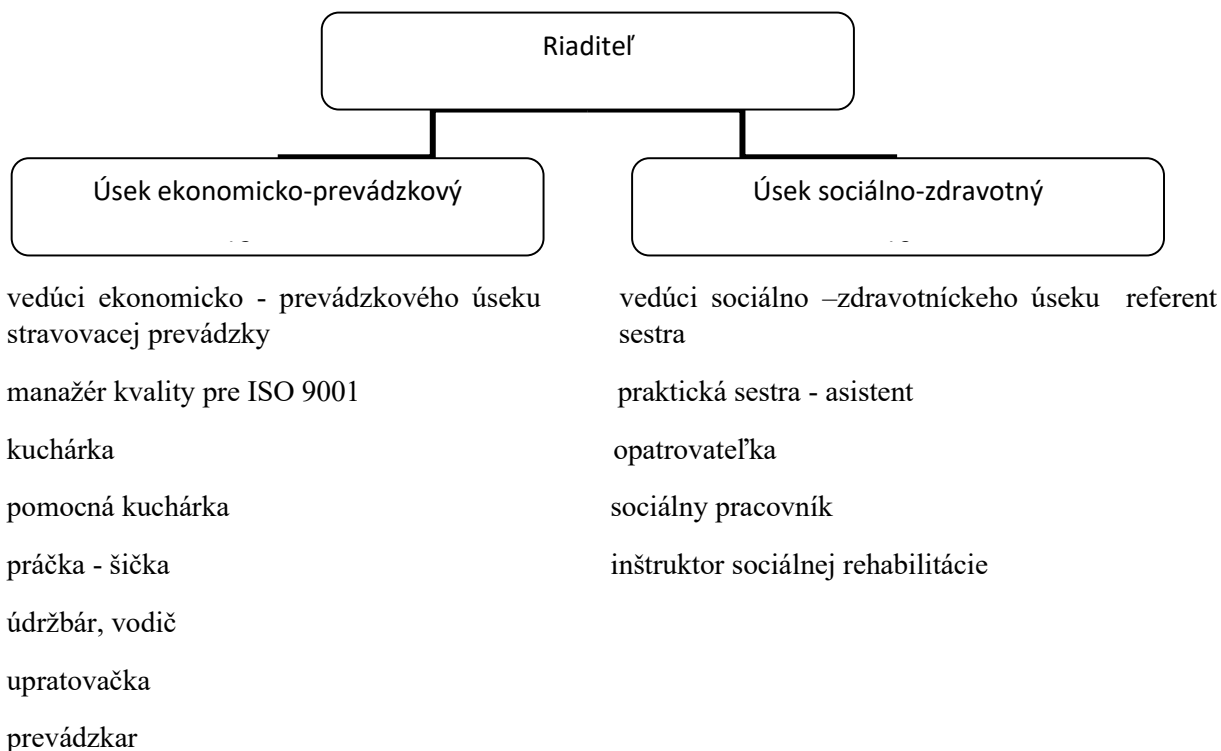 Riaditeľ
Úsek ekonomicko-prevádzkový
Úsek sociálno-zdravotný
vedúci ekonomicko - prevádzkového úseku
stravovacej prevádzky
manažér kvality pre ISO 9001
kuchárka
pomocná kuchárka
práčka - šička
údržbár, vodič
upratovačka
prevádzkar
vedúci sociálno –zdravotníckeho úseku referent
sestra
praktická sestra - asistent
opatrovateľka
sociálny pracovník
inštruktor sociálnej rehabilitácie